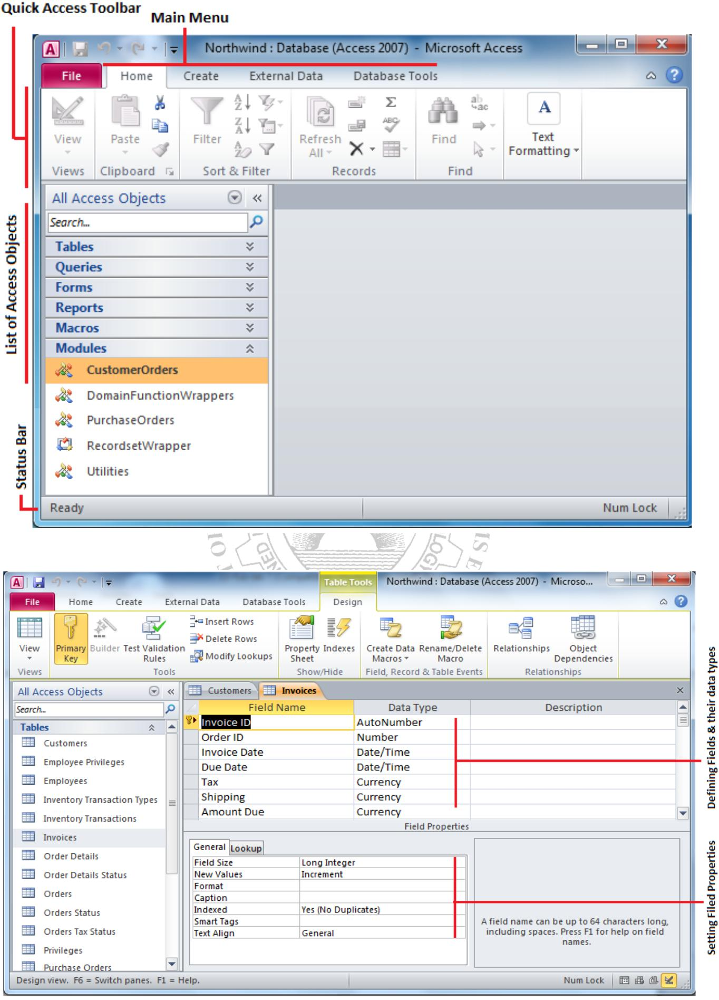 Quick Access Toolbar
Main Menu
Northwind : Database (Access 2007) - Microsoft Access
File Home Create External Data Database Tools
View
Paste
Filter
Refresh
All
Find
Text
Formatting
Views Clipboard Sort & Filter Records Find
All Access Objects
Search...
Tables
Queries
Forms
Reports
Macros
Modules
CustomerOrders
DomainFunctionWrappers
PurchaseOrders
RecordsetWrapper
Utilities
Ready Num Lock
List of Access Objects
Status Bar
Table Tools Northwind : Database (Access 2007) - Microso...
File Home Create External Data Database Tools Design
View
Primary
Key
Builder
Test Validation
Rules
Insert Rows
Delete Rows
Modify Lookups
Property
Sheet
Indexes
Create Data
Macros
Rename/Delete
Macro
Relationships
Object
Dependencies
Views Tools Show/Hide Field, Record & Table Events Relationships
All Access Objects
Search...
Tables
Customers
Employee Privileges
Employees
Inventory Transaction Types
Inventory Transactions
Invoices
Order Details
Order Details Status
Orders
Orders Status
Orders Tax Status
Privileges
Purchase Orders
Customers Invoices
Field Name Data Type Description
Invoice ID AutoNumber
Order ID Number
Invoice Date Date/Time
Due Date Date/Time
Tax Currency
Shipping Currency
Amount Due Currency
Field Properties
General Lookup
Field Size Long Integer
New Values Increment
Format
Caption
Indexed Yes (No Duplicates)
Smart Tags
Text Align General
A field name can be up to 64 characters long,
including spaces. Press F1 for help on field
names.
Design view. F6 = Switch panes. F1 = Help. Num Lock
Defining Fields & their data types
Setting Filed Properties